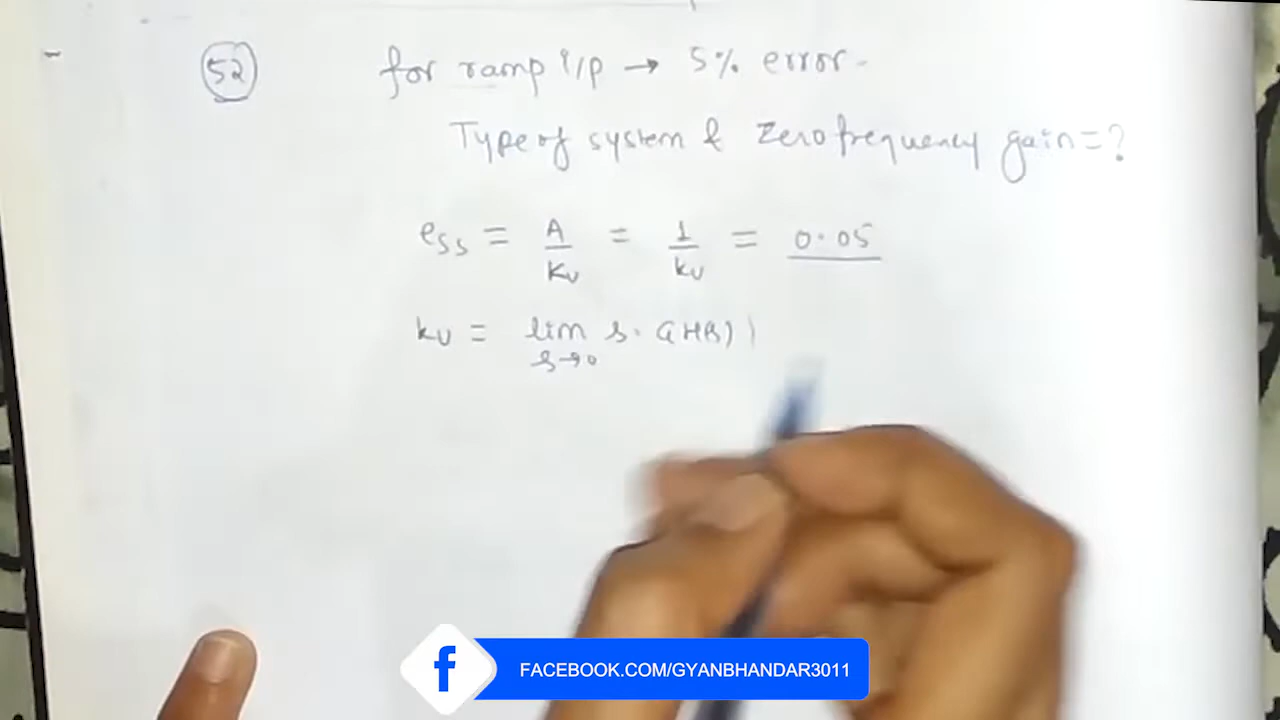 52 for ramp i/p → 5% error.
Type of system & zero frequency gain = ?
ess = A/Kv = 1/kv = 0.05
kv = lim s→0 s. GH(s)
FACEBOOK.COM/GYANBHANDAR3011